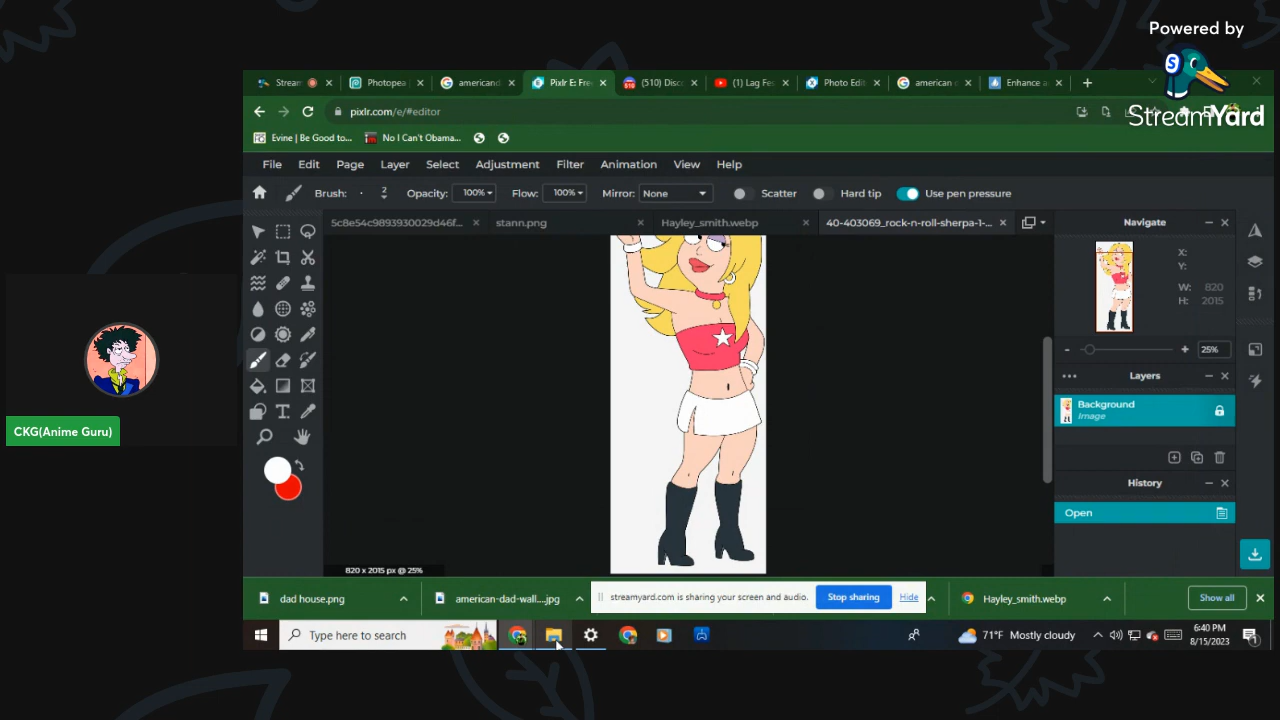 Powered by
StreamYard
Stream
Photopea
americand
Pixlr E: Fre
(510) Disc
(1) Lag Fe
Photo Edit
american d
Enhance a
pixlr.com/e/#editor
Evine | Be Good to...
No I Can't Obama...
File Edit Page Layer Select Adjustment Filter Animation View Help
Brush: 2 Opacity: 100% Flow: 100% Mirror: None Scatter Hard tip Use pen pressure
5c8e54c9893930029d46f... stann.png Hayley_smith.webp 40-403069_rock-n-roll-sherpa-1-...
Navigate
X:
Y:
W: 820
H: 2015
- + 25%
Layers
Background
Image
History
Open
820 x 2015 px @ 25%
CKG(Anime Guru)
dad house.png american-dad-wall....jpg Hayley_smith.webp Show all
streamyard.com is sharing your screen and audio. Stop sharing Hide
Type here to search
71°F Mostly cloudy
6:40 PM
8/15/2023